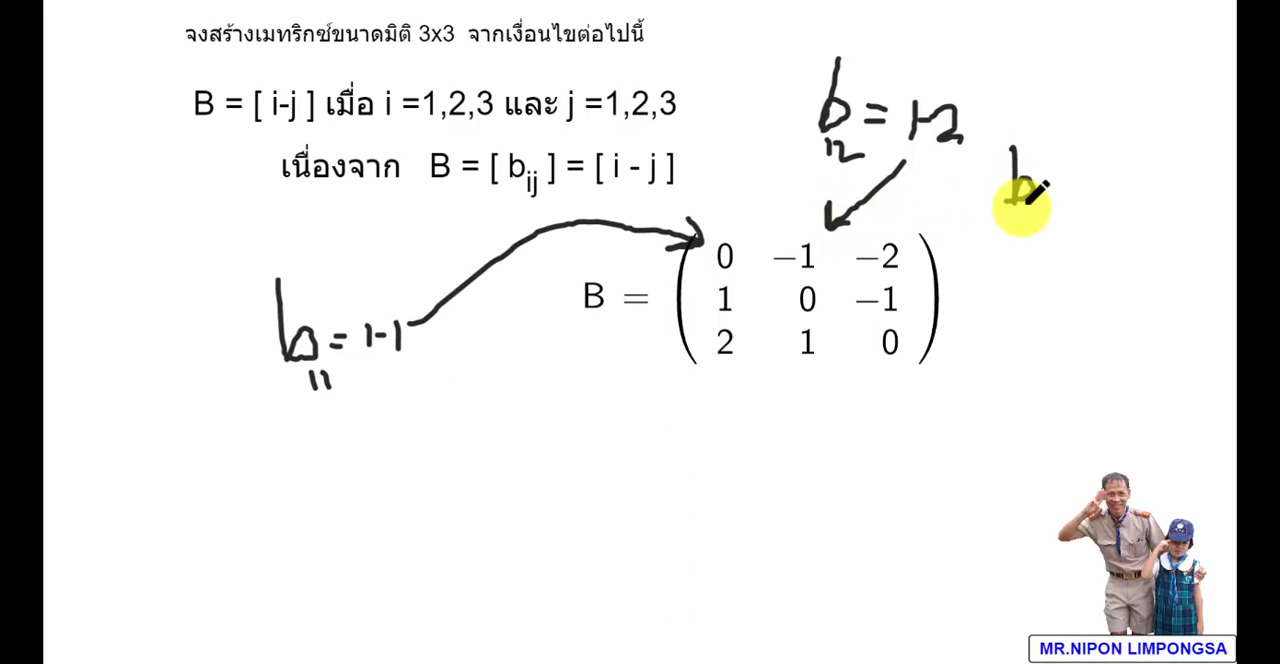 จงสร้างเมทริกซ์ขนาดมิติ 3x3 จากเงื่อนไขต่อไปนี้
B = [ i-j ] เมื่อ i =1,2,3 และ j =1,2,3
เนื่องจาก B = [ bij ] = [ i - j ]
b12 = 1-2
b
b11 = 1-1
B = ( 0 −1 −2
1 0 −1
2 1 0 )
MR.NIPON LIMPONGSA